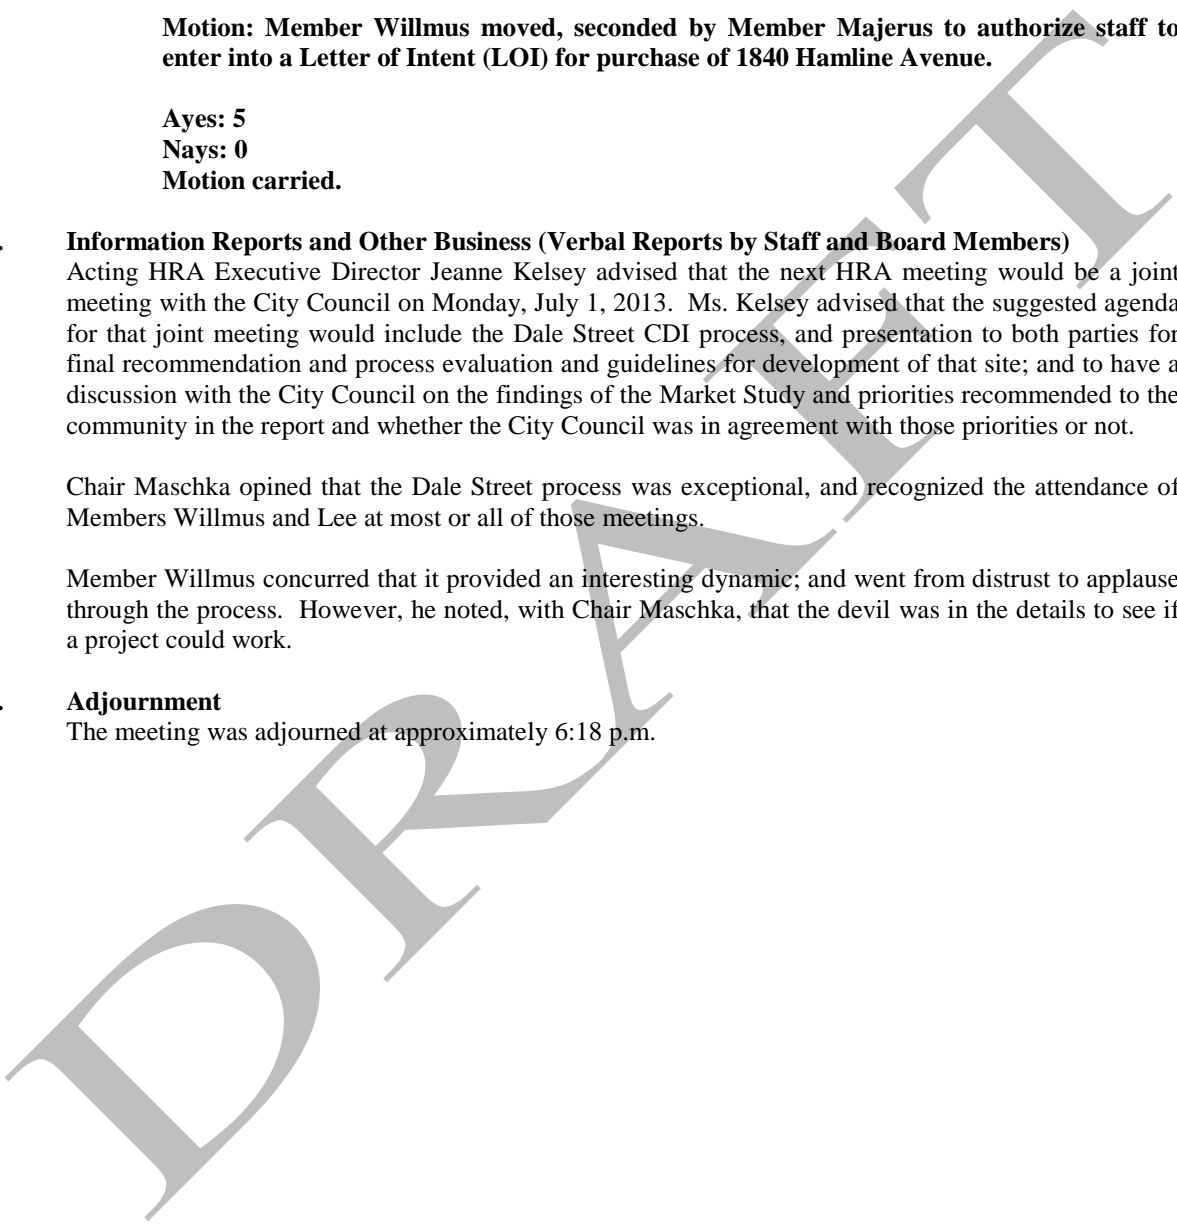 Motion: Member Willmus moved, seconded by Member Majerus to authorize staff to
enter into a Letter of Intent (LOI) for purchase of 1840 Hamline Avenue.
Ayes: 5
Nays: 0
Motion carried.
. Information Reports and Other Business (Verbal Reports by Staff and Board Members)
Acting HRA Executive Director Jeanne Kelsey advised that the next HRA meeting would be a joint
meeting with the City Council on Monday, July 1, 2013. Ms. Kelsey advised that the suggested agenda
for that joint meeting would include the Dale Street CDI process, and presentation to both parties for
final recommendation and process evaluation and guidelines for development of that site; and to have a
discussion with the City Council on the findings of the Market Study and priorities recommended to the
community in the report and whether the City Council was in agreement with those priorities or not.
Chair Maschka opined that the Dale Street process was exceptional, and recognized the attendance of
Members Willmus and Lee at most or all of those meetings.
Member Willmus concurred that it provided an interesting dynamic; and went from distrust to applause
through the process. However, he noted, with Chair Maschka, that the devil was in the details to see if
a project could work.
. Adjournment
The meeting was adjourned at approximately 6:18 p.m.
DRAFT